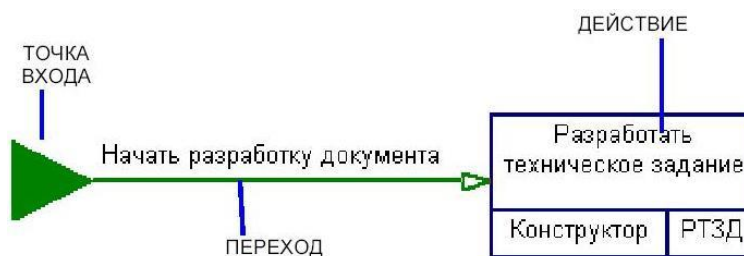 ДЕЙСТВИЕ
ТОЧКА
ВХОДА
Начать разработку документа
Разработать
техническое задание
Конструктор
РТЗД
ПЕРЕХОД